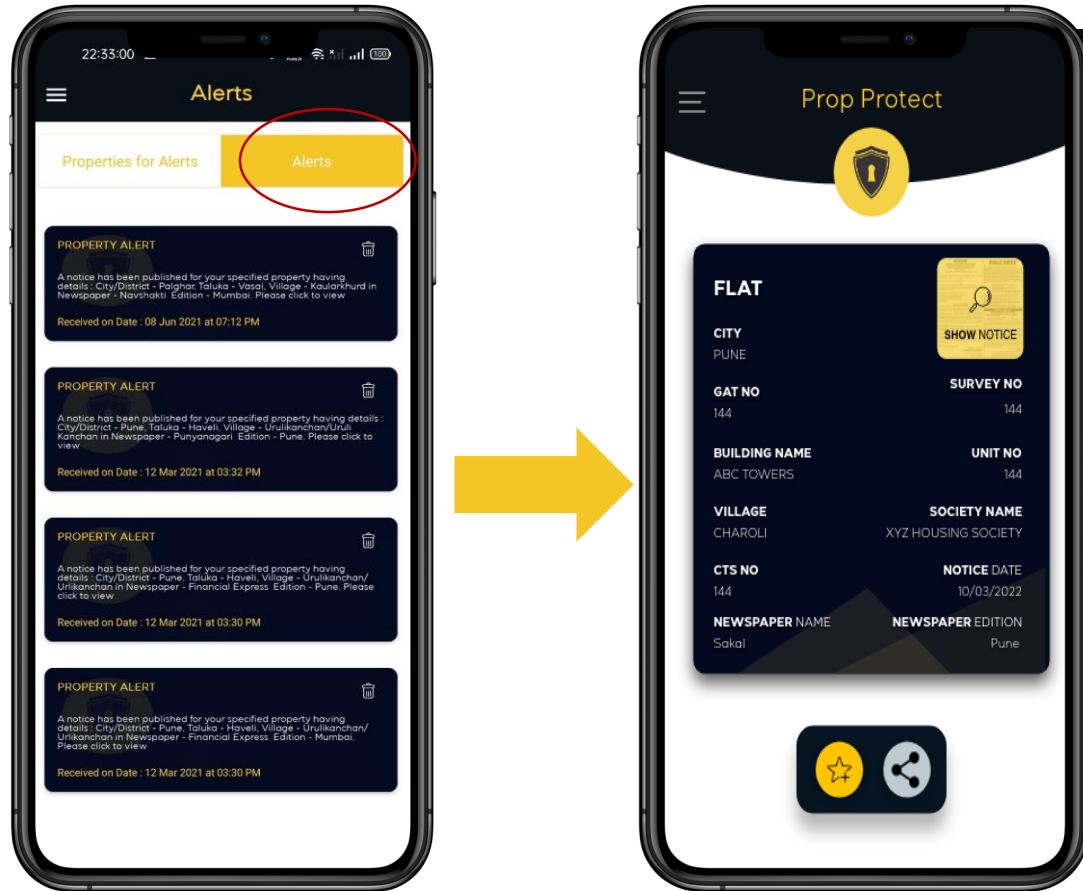 22:33:00
100
Alerts
Properties for Alerts
Alerts
PROPERTY ALERT
A notice has been published for your specified property having
details : City/District - Palghar, Taluka - Vasai, Village - Kaularkhurd in
Newspaper - Navshakti Edition - Mumbai. Please click to view
Received on Date : 08 Jun 2021 at 07:12 PM
PROPERTY ALERT
A notice has been published for your specified property having details :
City/District - Pune, Taluka - Haveli, Village - Urulikanchan/Uruli
Kanchan in Newspaper - Punyanagari Edition - Pune. Please click to
view
Received on Date : 12 Mar 2021 at 03:32 PM
PROPERTY ALERT
A notice has been published for your specified property having
details : City/District - Pune, Taluka - Haveli, Village - Urulikanchan/
Urlikanchan in Newspaper - Financial Express Edition - Pune. Please
click to view
Received on Date : 12 Mar 2021 at 03:30 PM
PROPERTY ALERT
A notice has been published for your specified property having
details : City/District - Pune, Taluka - Haveli, Village - Urulikanchan/
Urlikanchan in Newspaper - Financial Express Edition - Mumbai.
Please click to view
Received on Date : 12 Mar 2021 at 03:30 PM
Prop Protect
FLAT
SHOW NOTICE
CITY
PUNE
GAT NO SURVEY NO
144 144
BUILDING NAME UNIT NO
ABC TOWERS 144
VILLAGE SOCIETY NAME
CHAROLI XYZ HOUSING SOCIETY
CTS NO NOTICE DATE
144 10/03/2022
NEWSPAPER NAME NEWSPAPER EDITION
Sakal Pune